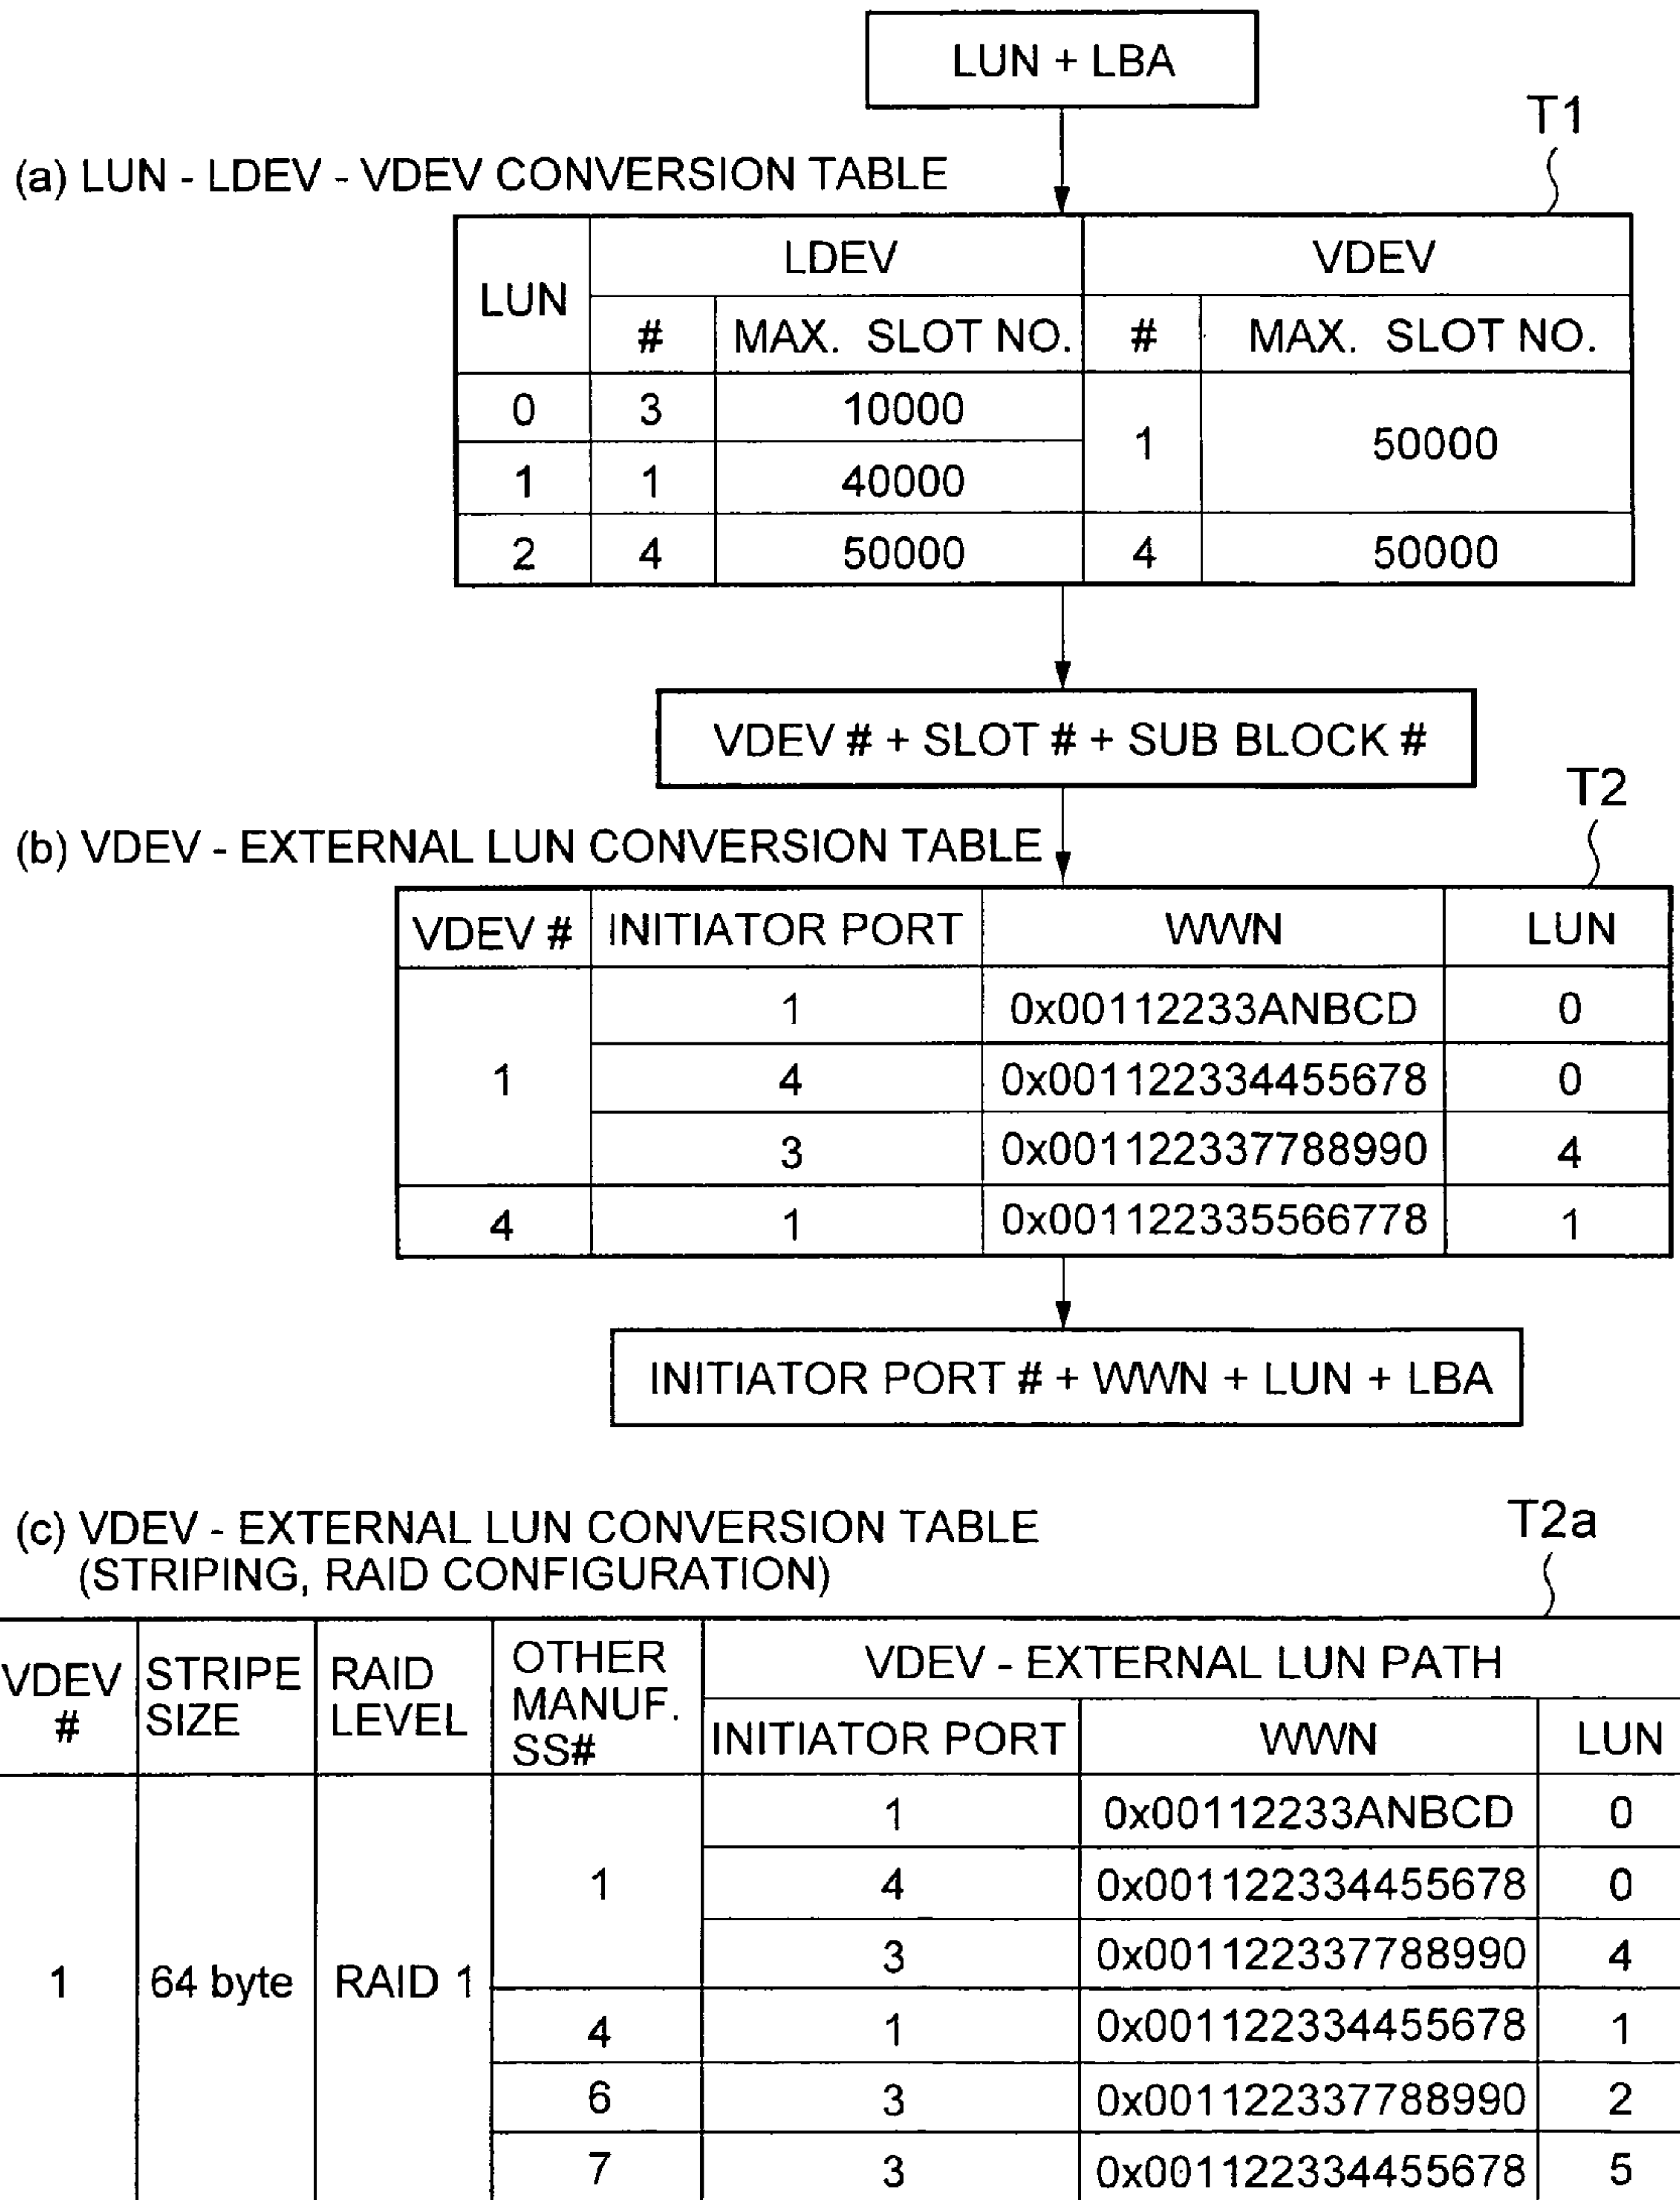 LUN + LBA
T1
(a) LUN - LDEV - VDEV CONVERSION TABLE
LUN LDEV VDEV
# MAX. SLOT NO. # MAX. SLOT NO.
0 3 10000 1 50000
1 1 40000
2 4 50000 4 50000
VDEV # + SLOT # + SUB BLOCK #
T2
(b) VDEV - EXTERNAL LUN CONVERSION TABLE
VDEV # INITIATOR PORT WWN LUN
1 1 0x00112233ANBCD 0
4 0x001122334455678 0
3 0x001122337788990 4
4 1 0x001122335566778 1
INITIATOR PORT # + WWN + LUN + LBA
(c) VDEV - EXTERNAL LUN CONVERSION TABLE
(STRIPING, RAID CONFIGURATION)
T2a
VDEV # STRIPE SIZE RAID LEVEL OTHER MANUF. SS# VDEV - EXTERNAL LUN PATH
INITIATOR PORT WWN LUN
1 64 byte RAID 1 1 1 0x00112233ANBCD 0
4 0x001122334455678 0
3 0x001122337788990 4
4 1 0x001122334455678 1
6 3 0x001122337788990 2
7 3 0x001122334455678 5